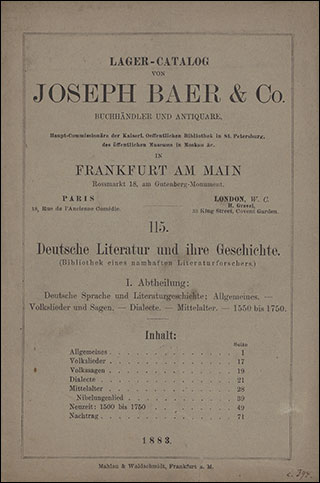 LAGER-CATALOG
VON
JOSEPH BAER & Co.
BUCHHÄNDLER UND ANTIQUARE,
Haupt-Commissionäre der Kaiserl. Oeffentlichen Bibliothek in St. Petersburg,
des öffentlichen Museums in Moskau &c.
IN
FRANKFURT AM MAIN
Rossmarkt 18, am Gutenberg-Monument.
PARIS
18, Rue de l'Ancienne Comédie.
LONDON, W. C.
H. Grevel,
33 King Street, Covent Garden.
115.
Deutsche Literatur und ihre Geschichte.
(Bibliothek eines namhaften Literaturforschers.)
I. Abtheilung:
Deutsche Sprache und Literaturgeschichte; Allgemeines. —
Volkslieder und Sagen. — Dialecte. — Mittelalter. — 1550 bis 1750.
Inhalt:
Seite
Allgemeines . . . . . . . . . . . 1
Volkslieder . . . . . . . . . . . 17
Volkssagen . . . . . . . . . . . 19
Dialecte . . . . . . . . . . . 21
Mittelalter . . . . . . . . . . . 28
Nibelungenlied . . . . . . . . . 39
Neuzeit: 1500 bis 1750 . . . . . . . . 49
Nachtrag . . . . . . . . . . . 71
1883.
Mahlau & Waldschmidt, Frankfurt a. M.